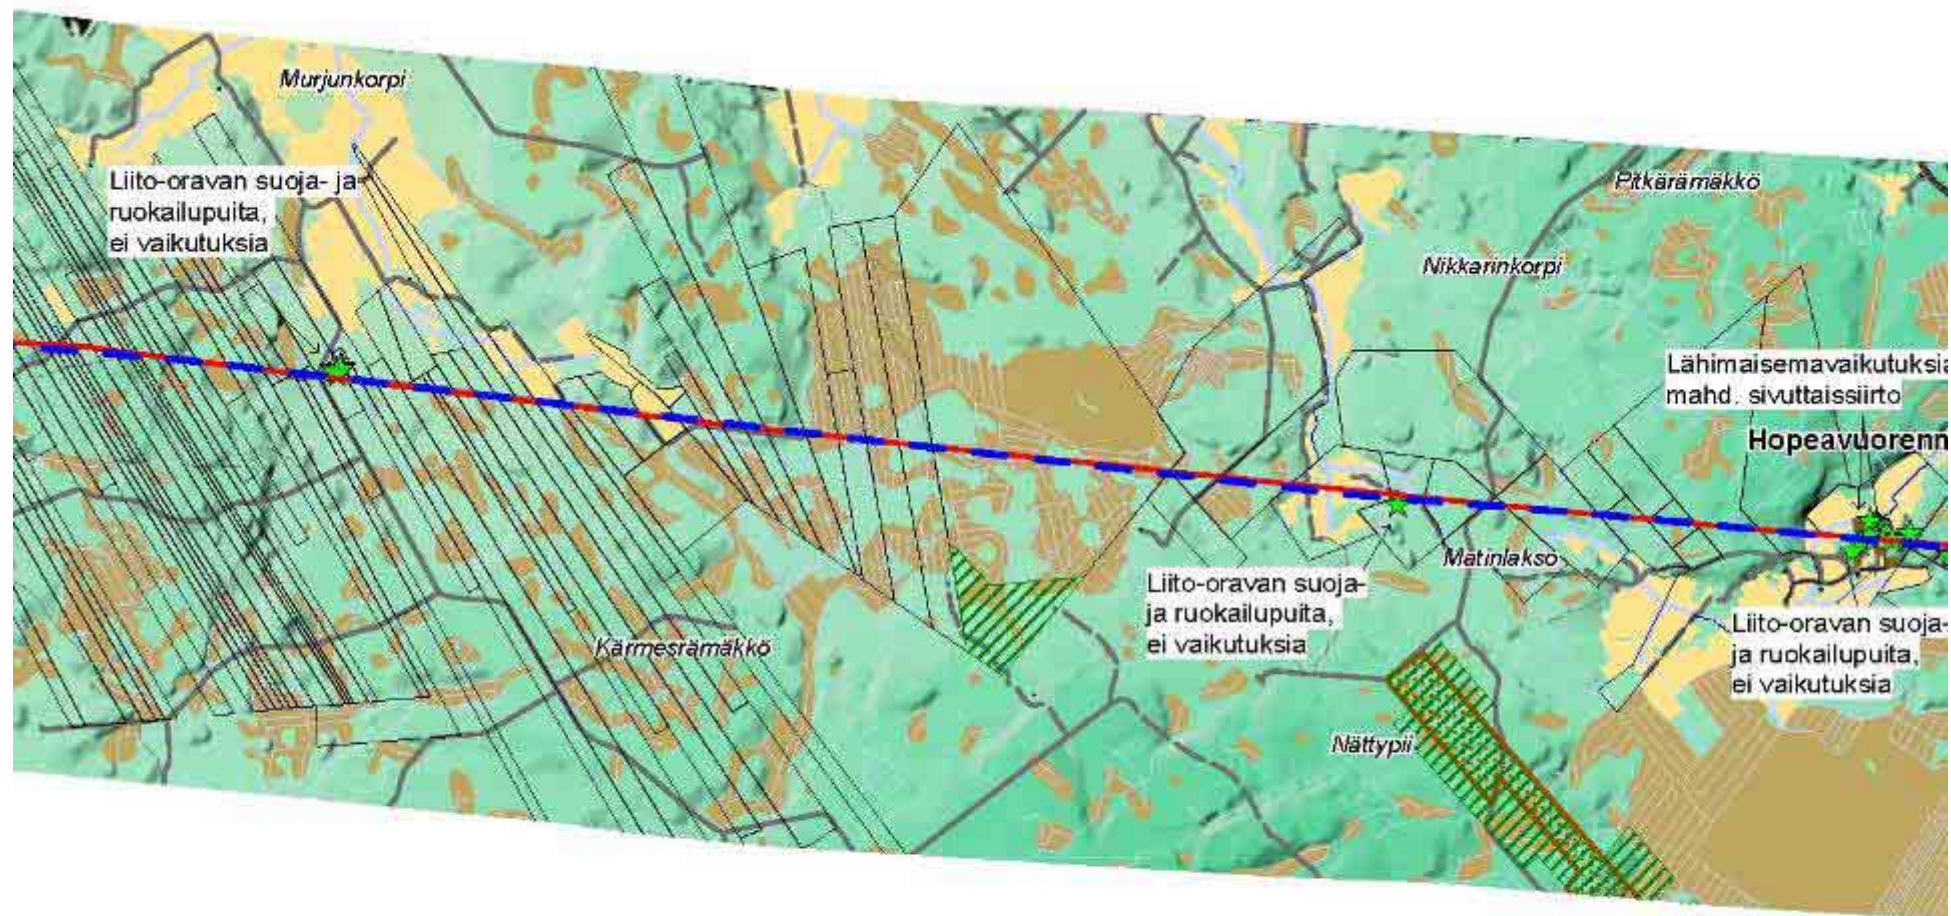 Murjunkorpi
Liito-oravan suoja- ja
ruokailupuita,
ei vaikutuksia
Pitkärämäkkö
Nikkarinkorpi
Lähimaisemavaikutuksia
mahd. sivuttaissiirto
Hopeavuorenn
Matinlakso
Liito-oravan suoja-
ja ruokailupuita,
ei vaikutuksia
Liito-oravan suoja-
ja ruokailupuita,
ei vaikutuksia
Kärmesrämäkkö
Nättypii